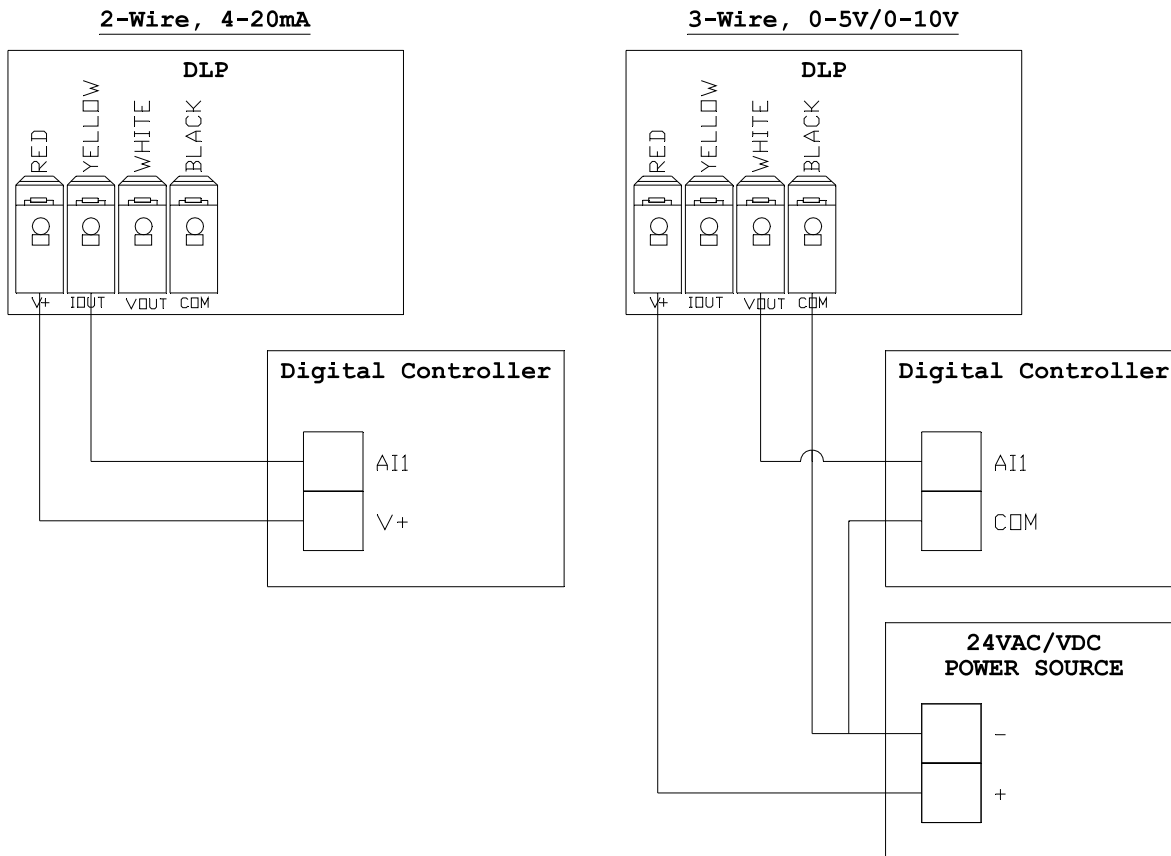 2-Wire, 4-20mA
DLP
RED
YELLOW
WHITE
BLACK
V+
IOUT
VOUT
COM
Digital Controller
AI1
V+
3-Wire, 0-5V/0-10V
DLP
RED
YELLOW
WHITE
BLACK
V+
IOUT
VOUT
COM
Digital Controller
AI1
COM
24VAC/VDC
POWER SOURCE
-
+